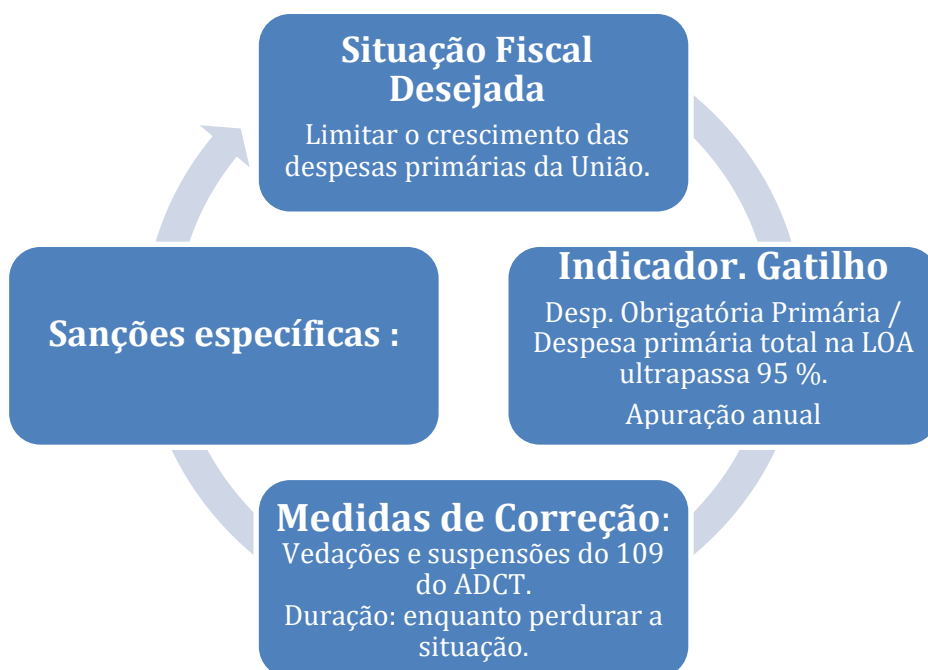 Situação Fiscal
Desejada
Limitar o crescimento das
despesas primárias da União.
Indicador. Gatilho
Desp. Obrigatória Primária /
Despesa primária total na LOA
ultrapassa 95 %.
Apuração anual
Medidas de Correção:
Vedações e suspensões do 109
do ADCT.
Duração: enquanto perdurar a
situação.
Sanções específicas :